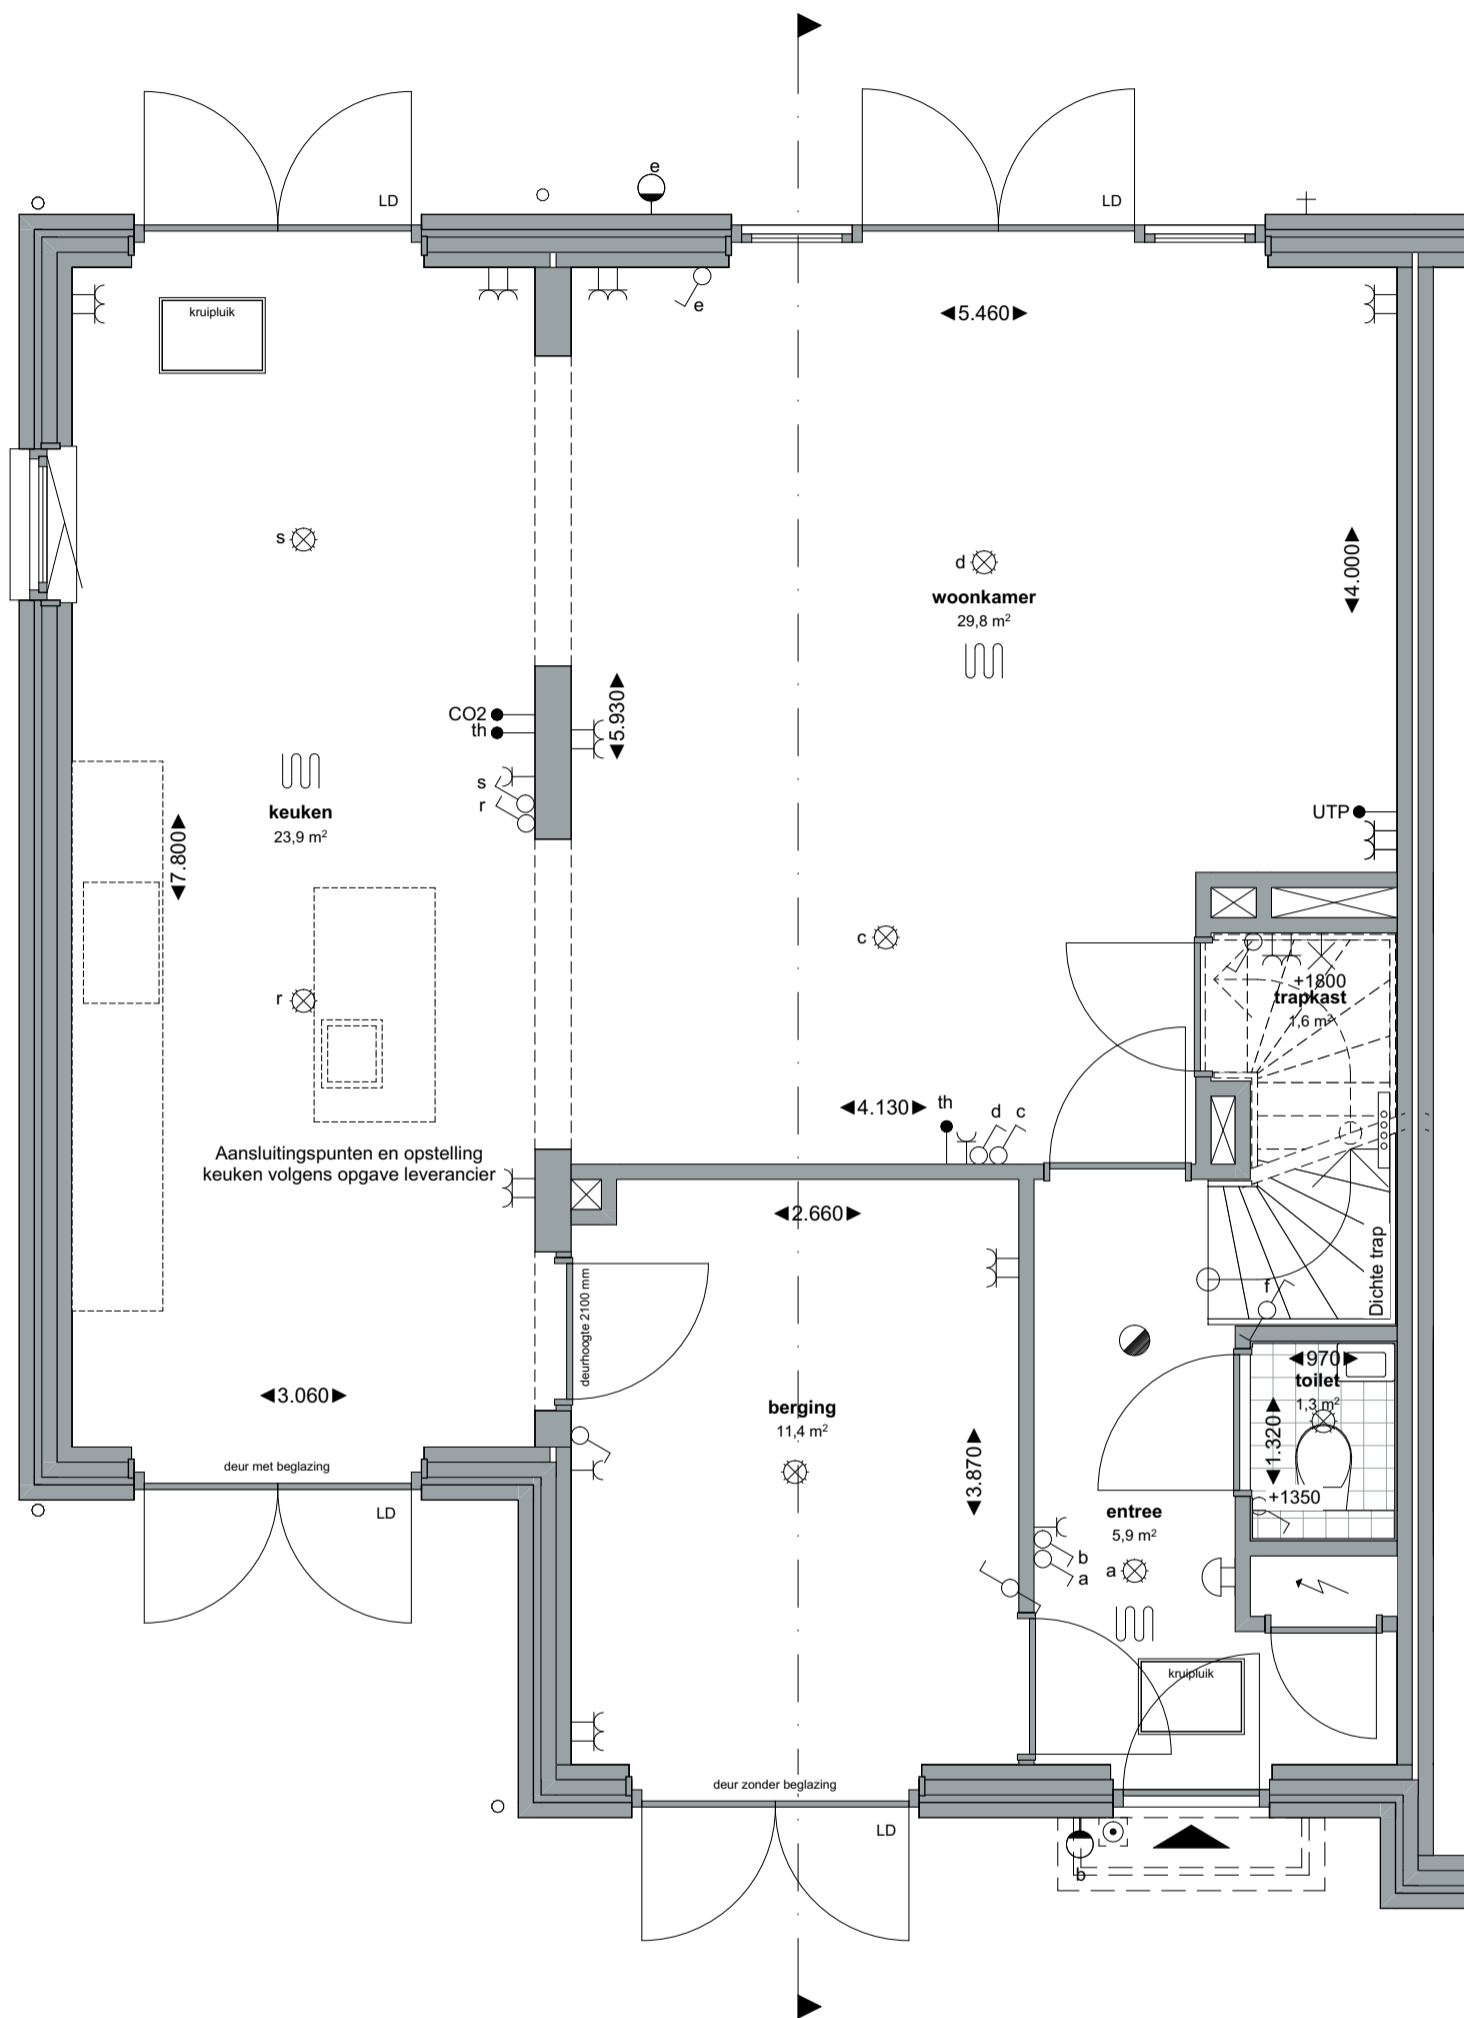 e
LD
LD
kruipluik
e
◄5.460►
s
d
woonkamer
29,8 m²
◄4.000►
CO2
th
◄5.930►
s
r
keuken
23,9 m²
◄7.800►
UTP
c
r
+1800
trapkast
1,6 m²
◄4.130►
th
d
c
Aansluitingspunten en opstelling
keuken volgens opgave leverancier
◄2.660►
deurhoogte 2100 mm
Dichte trap
f
◄970►
toilet
1,3 m²
◄1.320►
+1350
◄3.060►
berging
11,4 m²
◄3.870►
deur met beglazing
LD
entree
5,9 m²
b
a
a
kruipluik
deur zonder beglazing
LD
b